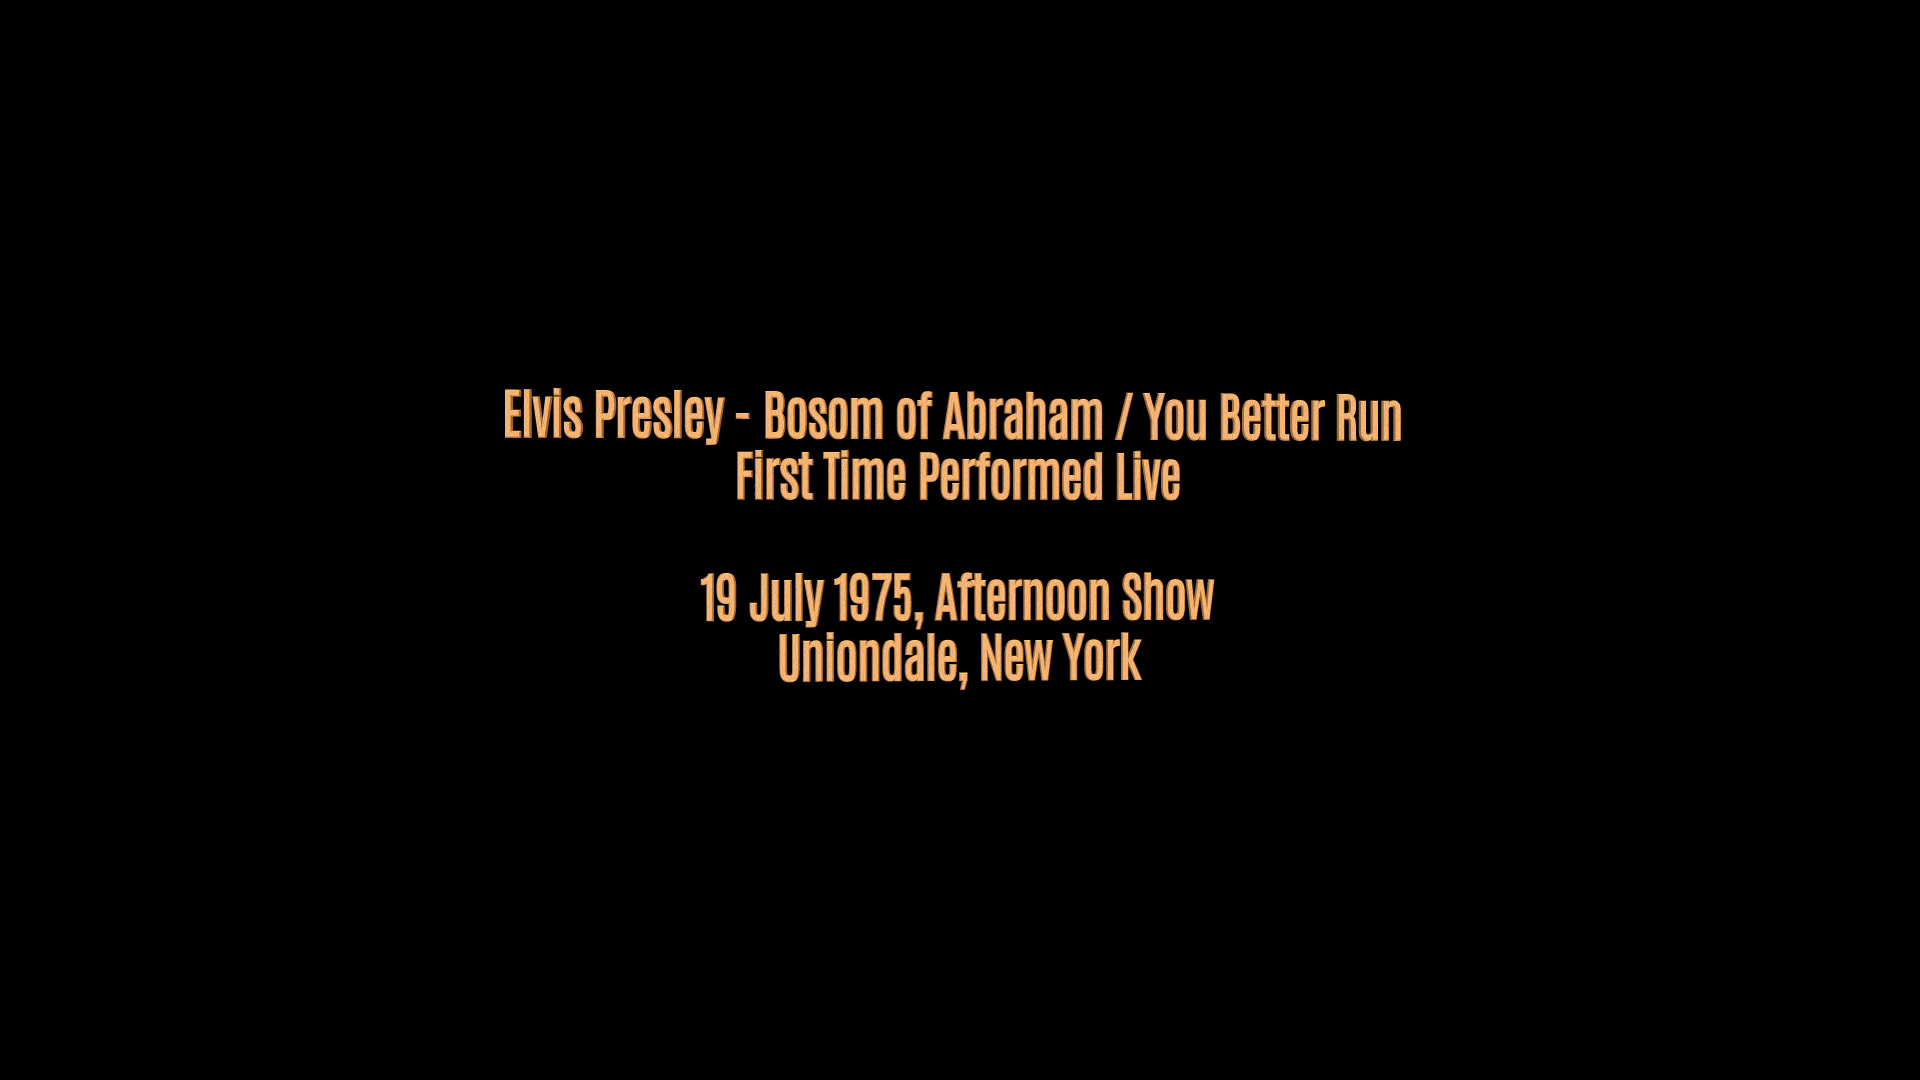 Elvis Presley - Bosom of Abraham / You Better Run
First Time Performed Live
19 July 1975, Afternoon Show
Uniondale, New York